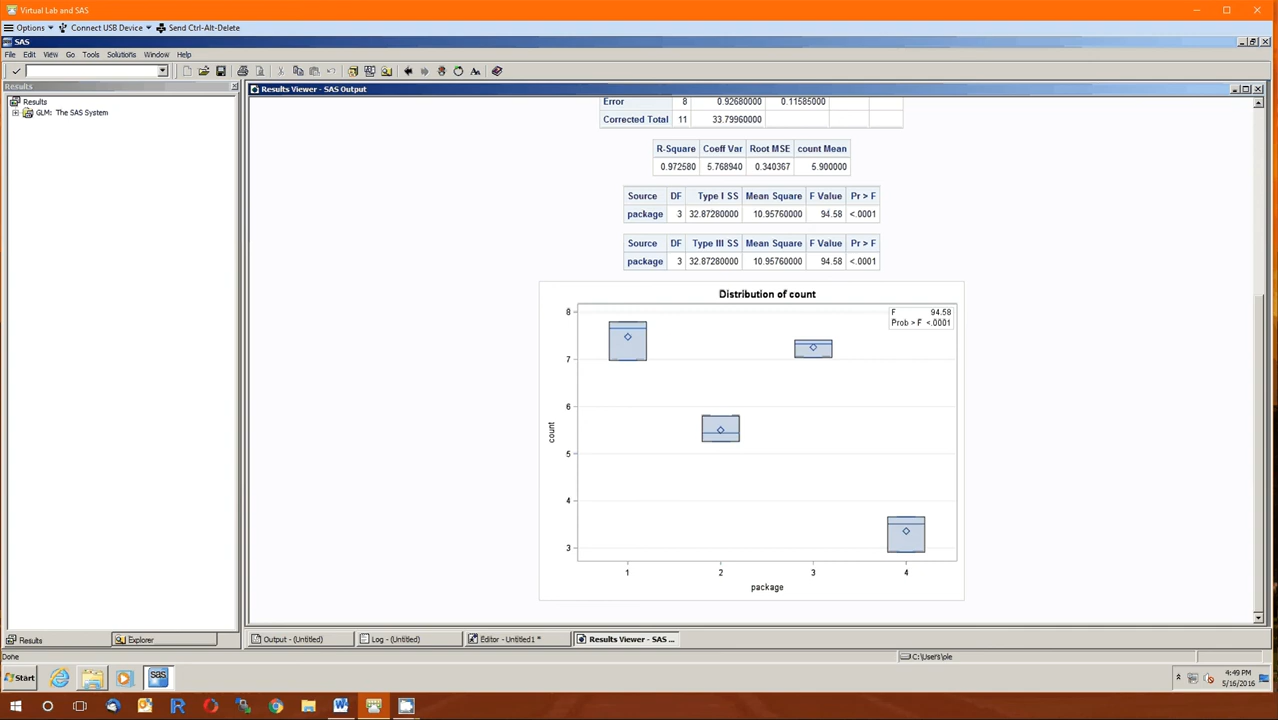 Virtual Lab and SAS
Options Connect USB Device Send Ctrl-Alt-Delete
SAS
File Edit View Go Tools Solutions Window Help
Results
Results
GLM: The SAS System
Results Viewer - SAS Output
Error 8 0.92680000 0.11585000
Corrected Total 11 33.79960000
R-Square Coeff Var Root MSE count Mean
0.972580 5.768940 0.340367 5.900000
Source DF Type I SS Mean Square F Value Pr > F
package 3 32.87280000 10.95760000 94.58 <.0001
Source DF Type III SS Mean Square F Value Pr > F
package 3 32.87280000 10.95760000 94.58 <.0001
Distribution of count
F 94.58
Prob > F <.0001
8
7
6
5
4
3
count
1 2 3 4
package
Results Explorer
Output - (Untitled) Log - (Untitled) Editor - Untitled1 * Results Viewer - SAS ...
Done
C:\Users\ple
Start
4:49 PM
5/16/2016